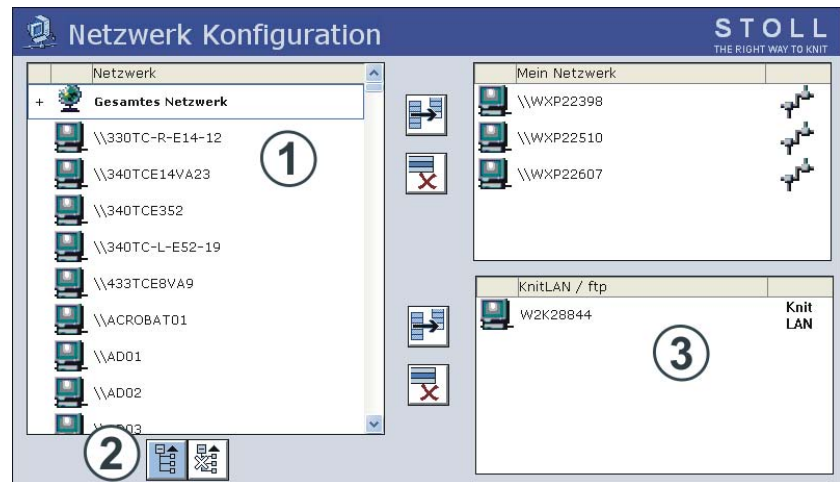 Netzwerk Konfiguration
STOLL
THE RIGHT WAY TO KNIT
Netzwerk
+ Gesamtes Netzwerk
\\330TC-R-E14-12
\\340TCE14VA23
\\340TCE352
\\340TC-L-E52-19
\\433TCE8VA9
\\ACROBAT01
\\AD01
\\AD02
\\AD03
1
2
Mein Netzwerk
\\WXP22398
\\WXP22510
\\WXP22607
KnitLAN / ftp
W2K28844
Knit
LAN
3